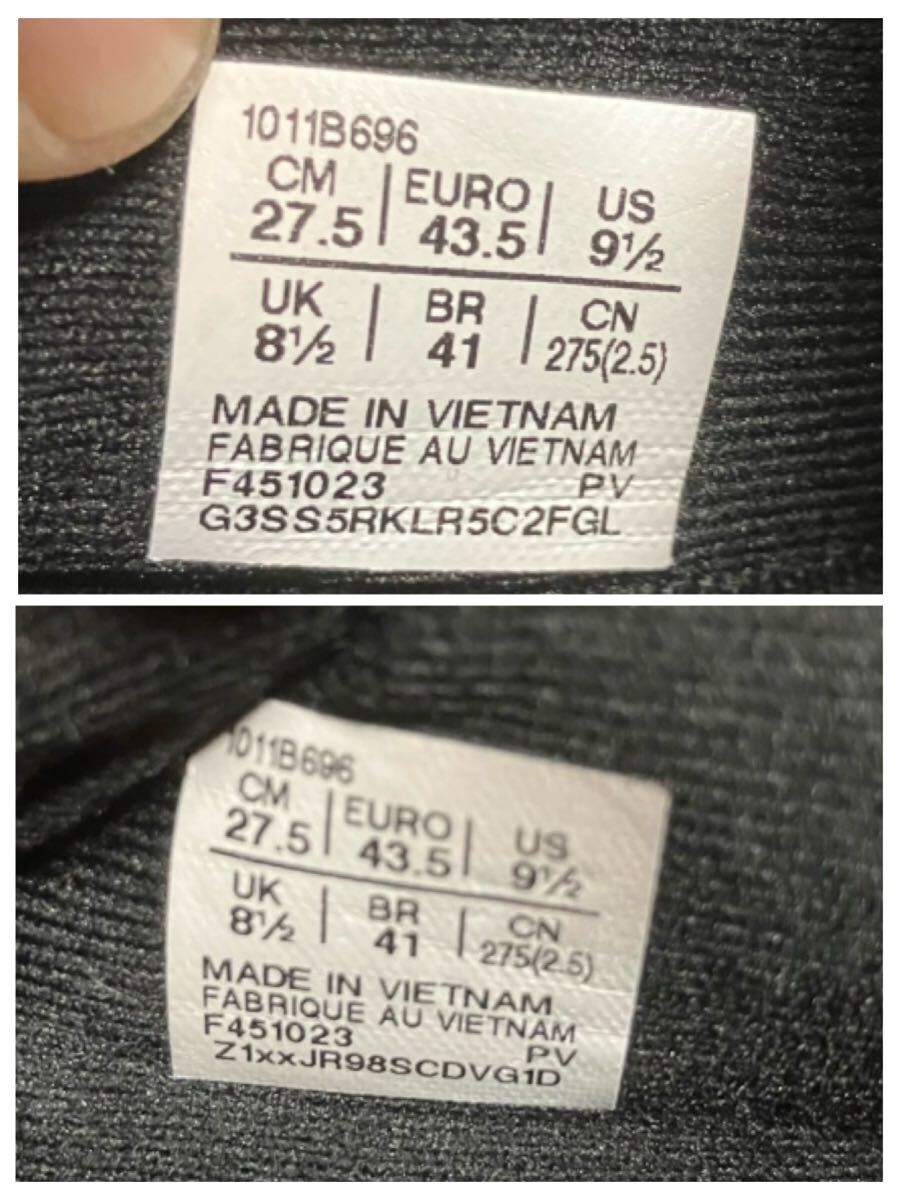 1011B696
CM | EURO | US
27.5 | 43.5 | 9½
UK | BR | CN
8½ | 41 | 275(2.5)
MADE IN VIETNAM
FABRIQUE AU VIETNAM
F451023 PV
G3SS5RKLR5C2FGL
1011B696
CM | EURO | US
27.5 | 43.5 | 9½
UK | BR | CN
8½ | 41 | 275(2.5)
MADE IN VIETNAM
FABRIQUE AU VIETNAM
F451023 PV
Z1xxJR98SCDVG1D